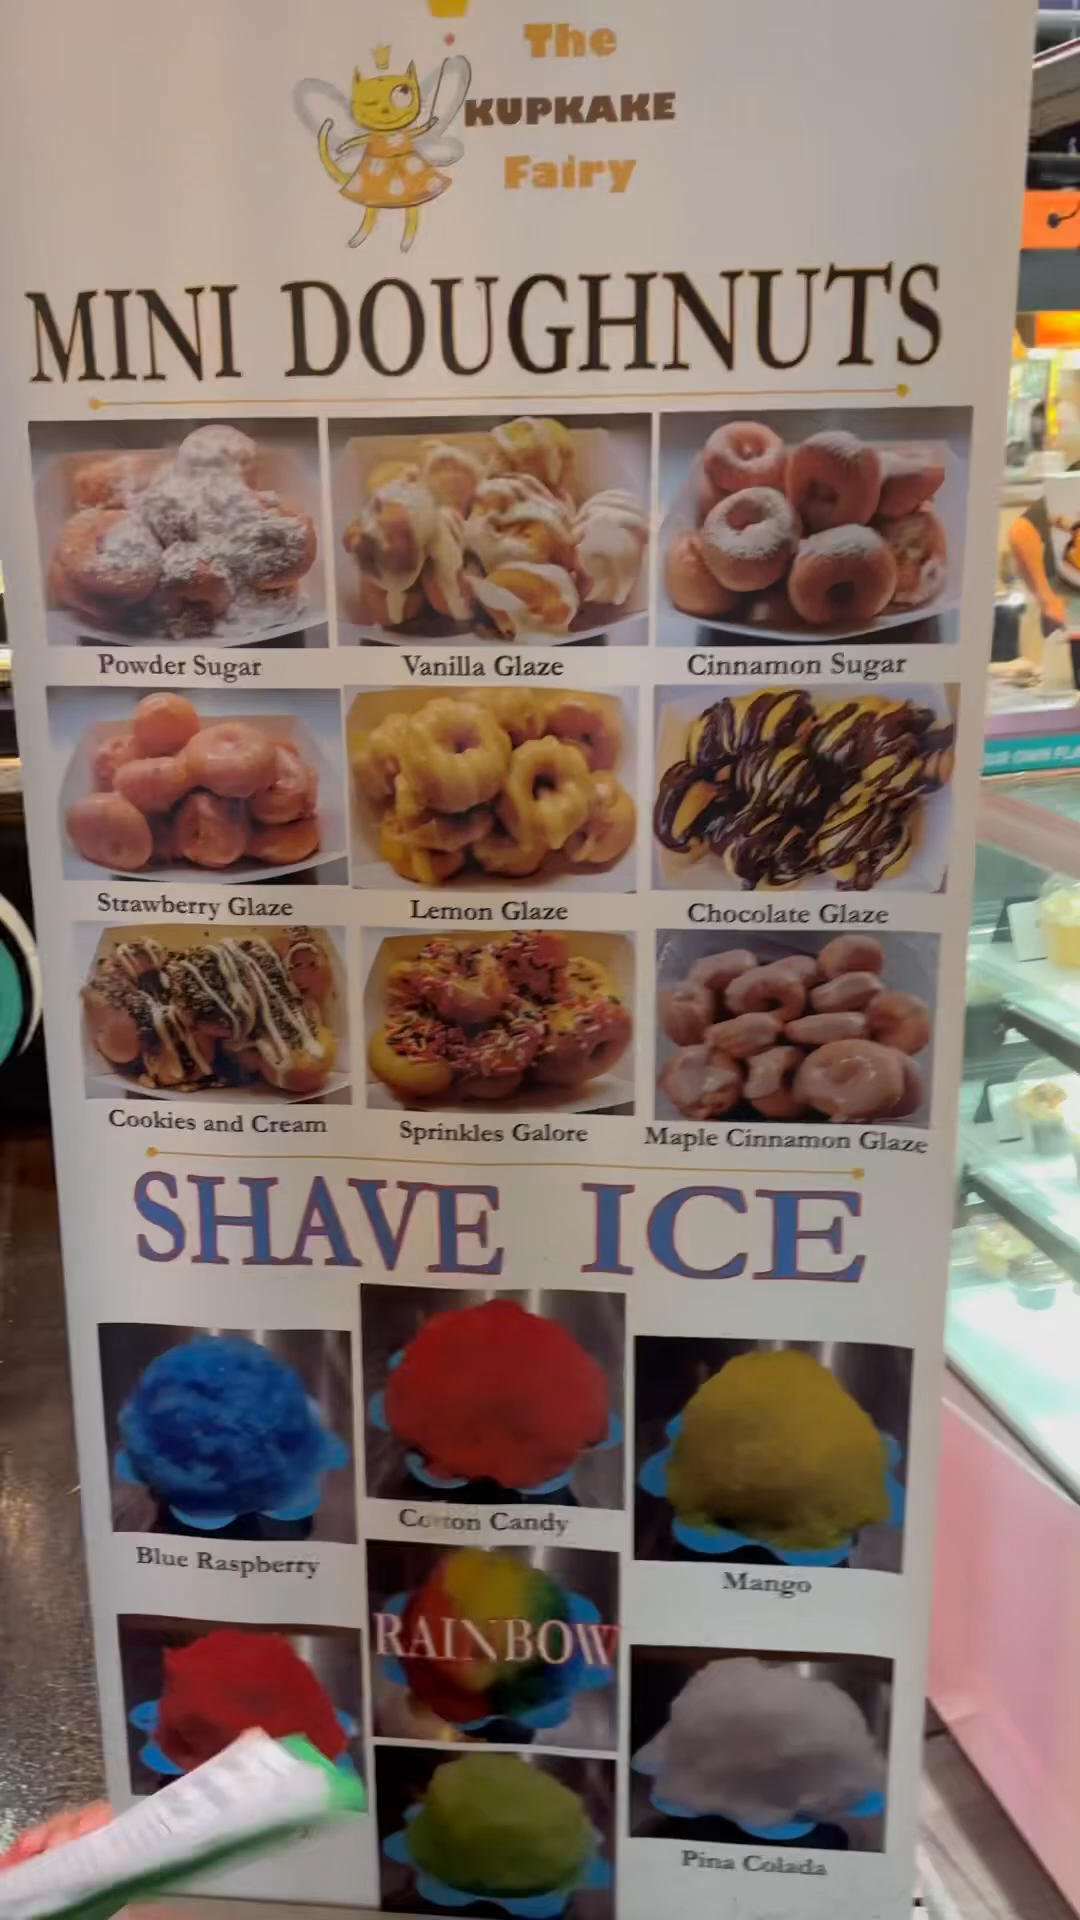 The
KUPKAKE
Fairy
MINI DOUGHNUTS
Powder Sugar
Vanilla Glaze
Cinnamon Sugar
Strawberry Glaze
Lemon Glaze
Chocolate Glaze
Cookies and Cream
Sprinkles Galore
Maple Cinnamon Glaze
SHAVE ICE
Blue Raspberry
Cotton Candy
Mango
RAINBOW
Pina Colada
OWN